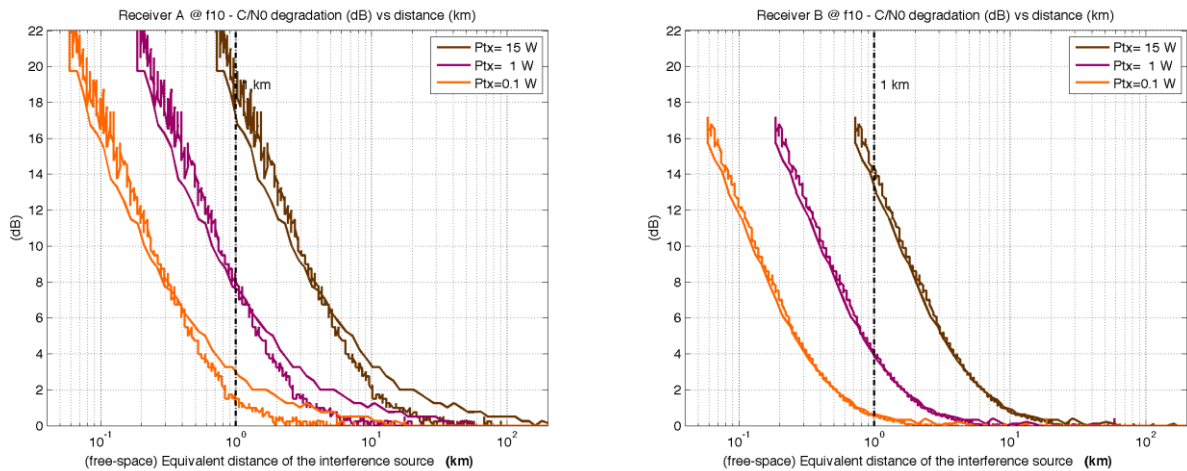 Receiver A @ f10 - C/N0 degradation (dB) vs distance (km)
22
20
18
16
14
12
10
8
6
4
2
0
(dB)
Ptx= 15 W
Ptx= 1 W
Ptx=0.1 W
1 km
10^-1
10^0
10^1
10^2
(free-space) Equivalent distance of the interference source (km)
Receiver B @ f10 - C/N0 degradation (dB) vs distance (km)
22
20
18
16
14
12
10
8
6
4
2
0
(dB)
Ptx= 15 W
Ptx= 1 W
Ptx=0.1 W
1 km
10^-1
10^0
10^1
10^2
(free-space) Equivalent distance of the interference source (km)